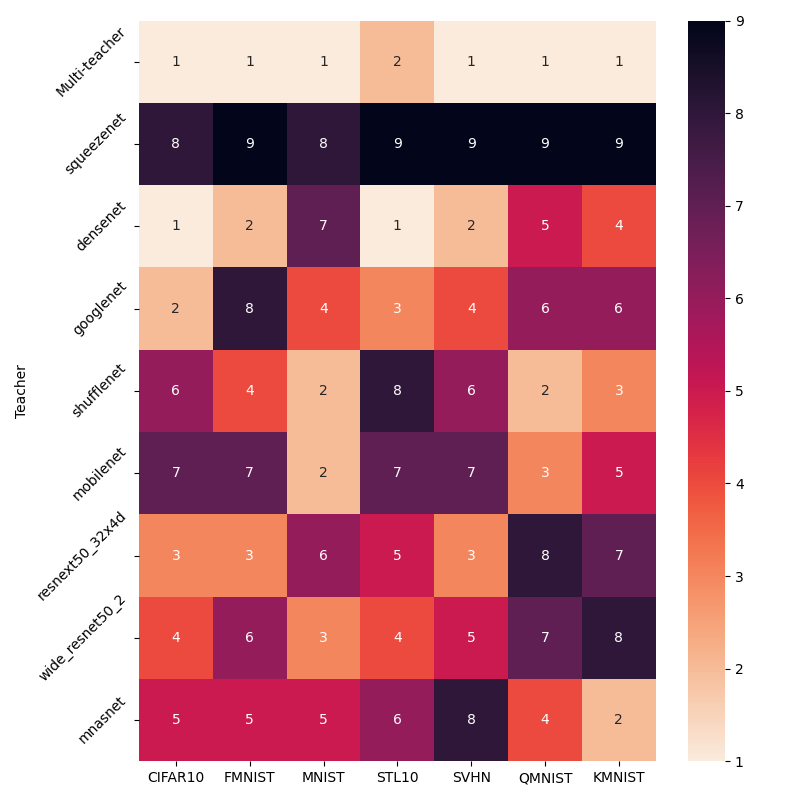 Teacher
Multi-teacher 1 1 1 2 1 1 1
squeezenet 8 9 8 9 9 9 9
densenet 1 2 7 1 2 5 4
googlenet 2 8 4 3 4 6 6
shufflenet 6 4 2 8 6 2 3
mobilenet 7 7 2 7 7 3 5
resnext50_32x4d 3 3 6 5 3 8 7
wide_resnet50_2 4 6 3 4 5 7 8
mnasnet 5 5 5 6 8 4 2
CIFAR10 FMNIST MNIST STL10 SVHN QMNIST KMNIST
9
8
7
6
5
4
3
2
1